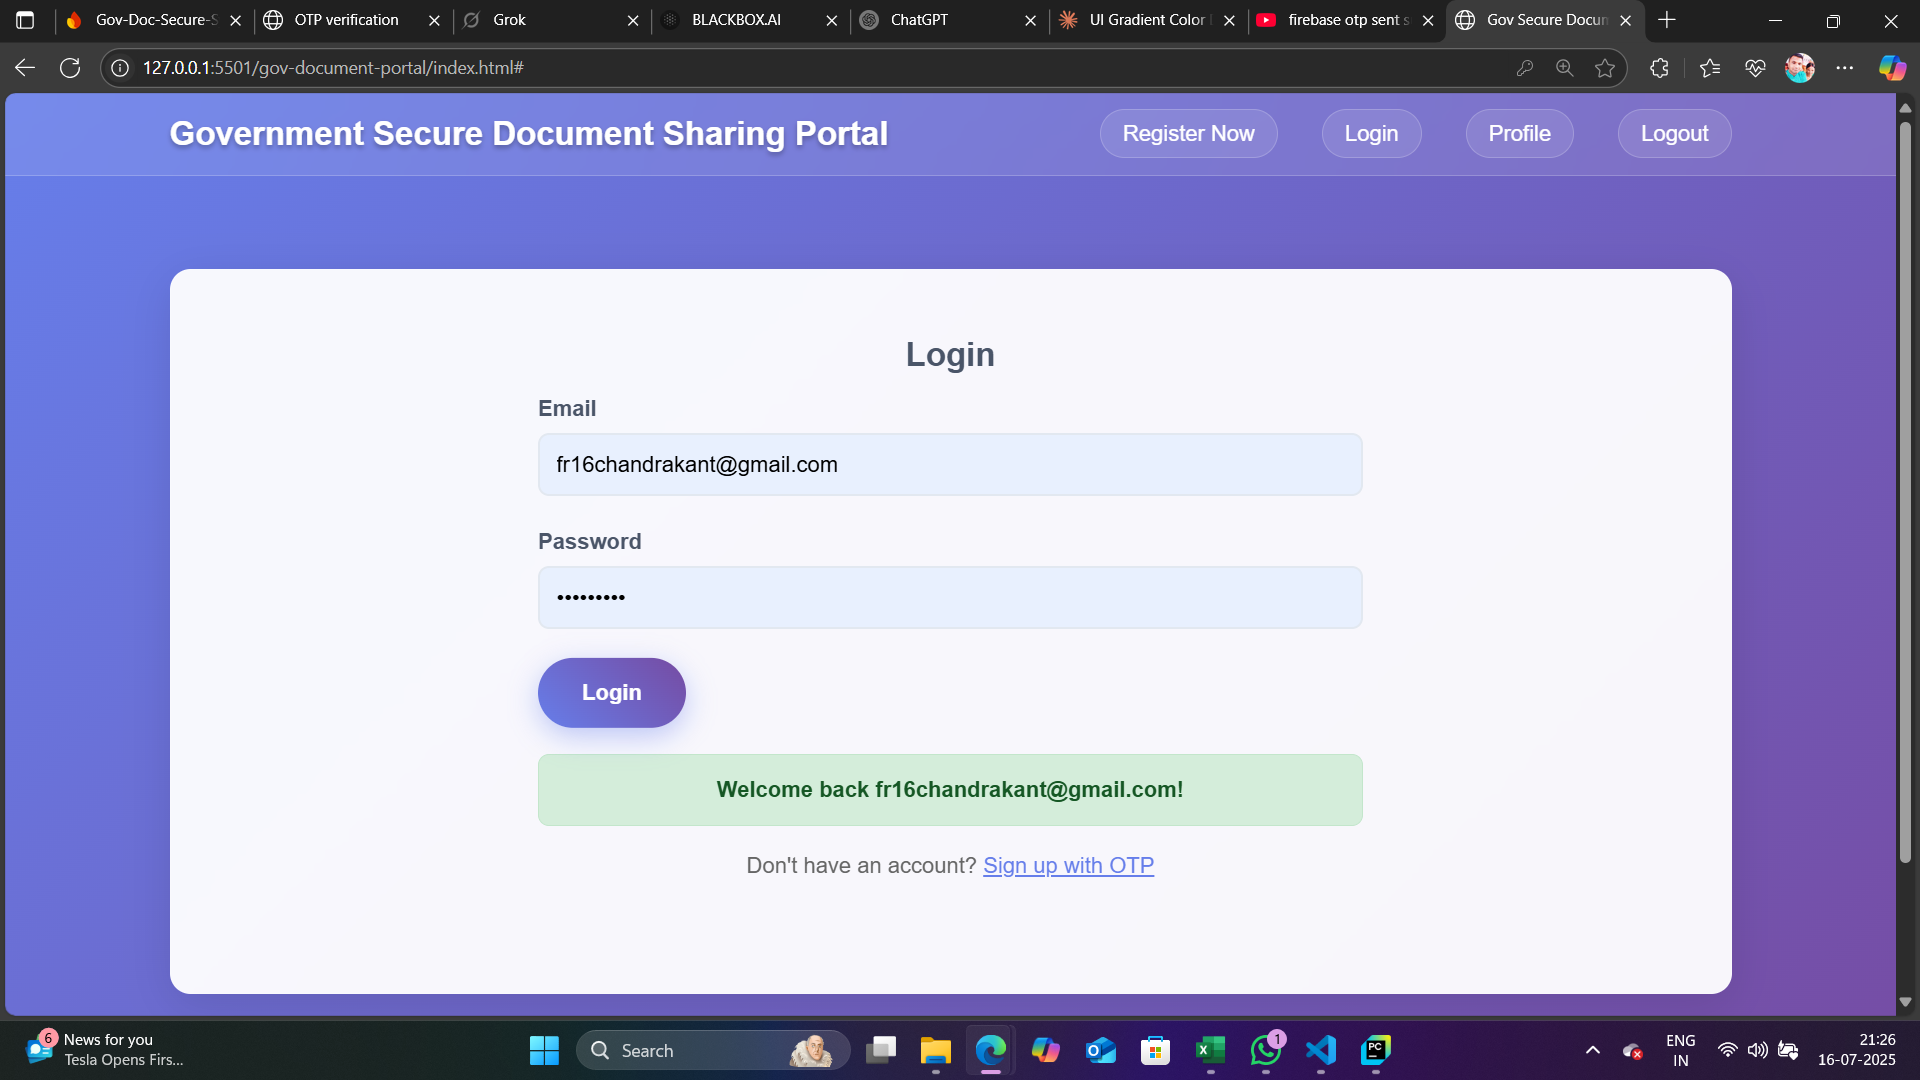 Gov-Doc-Secure-S
OTP verification
Grok
BLACKBOX.AI
ChatGPT
UI Gradient Color
firebase otp sent s
Gov Secure Docum
127.0.0.1:5501/gov-document-portal/index.html#
Government Secure Document Sharing Portal
Register Now
Login
Profile
Logout
Login
Email
fr16chandrakant@gmail.com
Password
•••••••••
Login
Welcome back fr16chandrakant@gmail.com!
Don't have an account? Sign up with OTP
6
News for you
Tesla Opens Firs...
Search
1
PC
ENG
IN
21:26
16-07-2025